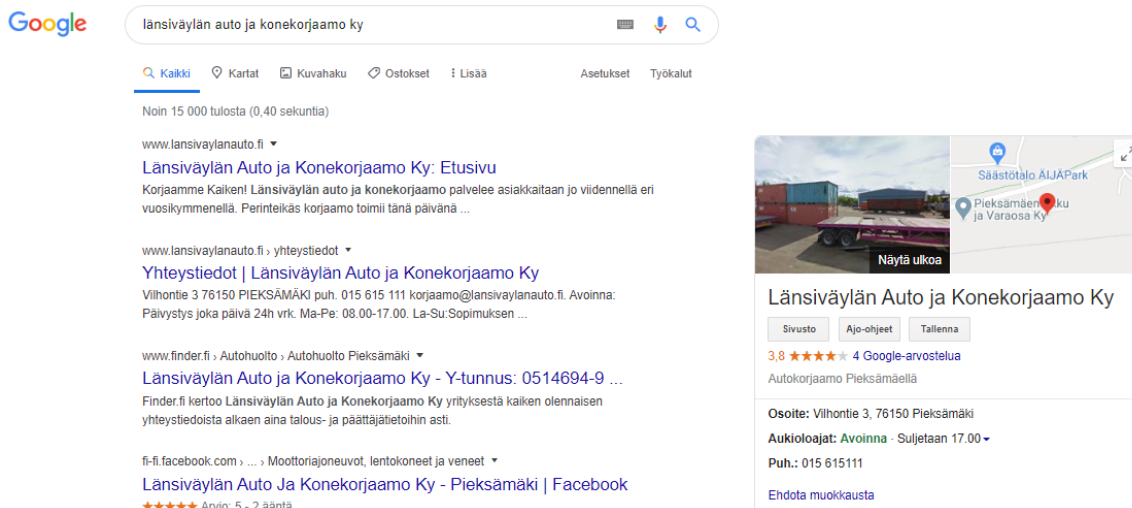 Google
länsiväylän auto ja konekorjaamo ky
Kaikki Kartat Kuvahaku Ostokset Lisää Asetukset Työkalut
Noin 15 000 tulosta (0,40 sekuntia)
www.lansivaylanauto.fi
Länsiväylän Auto ja Konekorjaamo Ky: Etusivu
Korjaamme Kaiken! Länsiväylän auto ja konekorjaamo palvelee asiakkaitaan jo viidennellä eri
vuosikymmenellä. Perinteikäs korjaamo toimii tänä päivänä ...
www.lansivaylanauto.fi › yhteystiedot
Yhteystiedot | Länsiväylän Auto ja Konekorjaamo Ky
Vilhontie 3 76150 PIEKSÄMÄKI puh. 015 615 111 korjaamo@lansivaylanauto.fi. Avoinna:
Päivystys joka päivä 24h vrk. Ma-Pe: 08.00-17.00. La-Su:Sopimuksen ...
www.finder.fi › Autohuolto › Autohuolto Pieksämäki
Länsiväylän Auto ja Konekorjaamo Ky - Y-tunnus: 0514694-9 ...
Finder.fi kertoo Länsiväylän Auto ja Konekorjaamo Ky yrityksestä kaiken olennaisen
yhteystiedoista alkaen aina talous- ja päättäjätietoihin asti.
fi-fi.facebook.com › ... › Moottoriajoneuvot, lentokoneet ja veneet
Länsiväylän Auto Ja Konekorjaamo Ky - Pieksämäki | Facebook
Arvio: 5 - 2 ääntä
Säästötalo ÄIJÄPark
Pieksämäen
ja Varaosa Ky
Näytä ulkoa
Länsiväylän Auto ja Konekorjaamo Ky
Sivusto Ajo-ohjeet Tallenna
3,8 4 Google-arvostelua
Autokorjaamo Pieksämäellä
Osoite: Vilhontie 3, 76150 Pieksämäki
Aukioloajat: Avoinna · Suljetaan 17.00
Puh.: 015 615111
Ehdota muokkausta